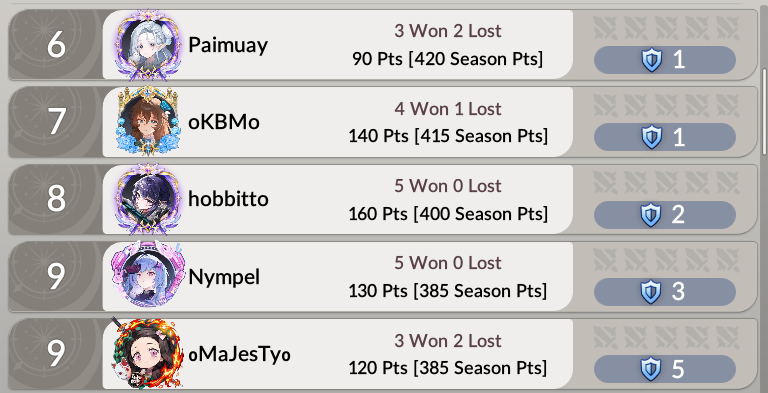 6
Paimuay
3 Won 2 Lost
90 Pts [420 Season Pts]
1
7
oKBMo
4 Won 1 Lost
140 Pts [415 Season Pts]
1
8
hobbitto
5 Won 0 Lost
160 Pts [400 Season Pts]
2
9
Nympel
5 Won 0 Lost
130 Pts [385 Season Pts]
3
9
oMaJesTyo
3 Won 2 Lost
120 Pts [385 Season Pts]
5